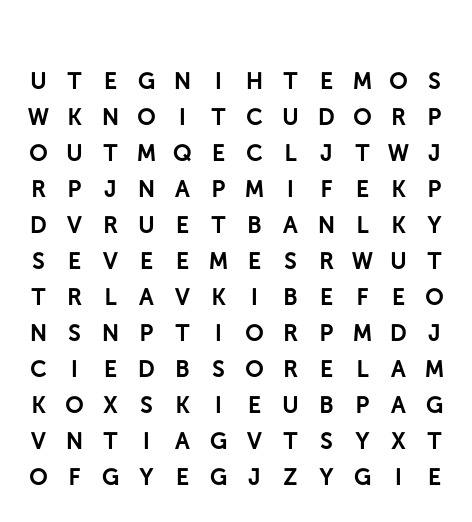 U T E G N I H T E M O S
W K N O I T C U D O R P
O U T M Q E C L J T W J
R P J N A P M I F E K P
D V R U E T B A N L K Y
S E V E E M E S R W U T
T R L A V K I B E F E O
N S N P T I O R P M D J
C I E D B S O R E L A M
K O X S K I E U B P A G
V N T I A G V T S Y X T
O F G Y E G J Z Y G I E